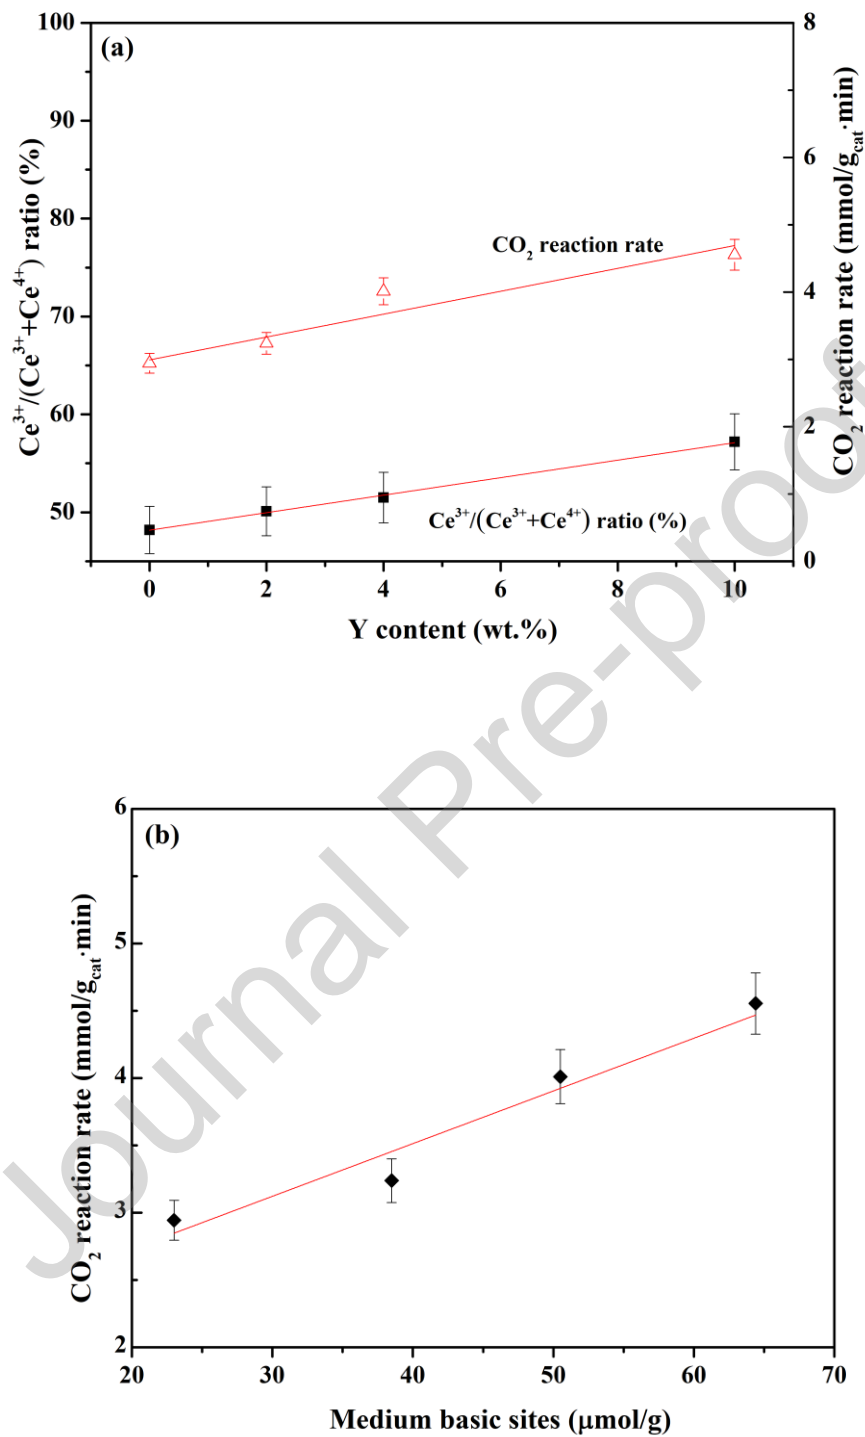 (a)
100
90
80
70
60
50
Ce³⁺/(Ce³⁺+Ce⁴⁺) ratio (%)
8
6
4
2
0
CO₂ reaction rate (mmol/g_cat·min)
CO₂ reaction rate
Ce³⁺/(Ce³⁺+Ce⁴⁺) ratio (%)
0 2 4 6 8 10
Y content (wt.%)
Journal Pre-proof
(b)
6
5
4
3
2
CO₂ reaction rate (mmol/g_cat·min)
20 30 40 50 60 70
Medium basic sites (μmol/g)